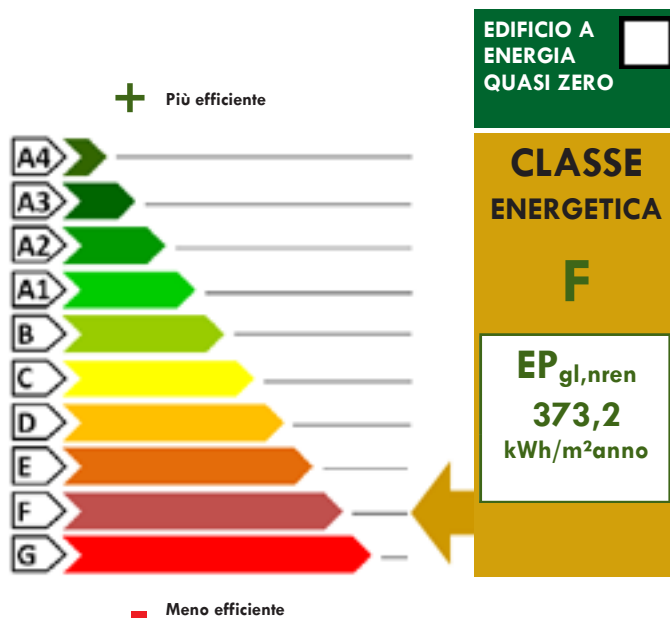 EDIFICIO A
ENERGIA
QUASI ZERO
+ Più efficiente
A4
A3
A2
A1
B
C
D
E
F
G
- Meno efficiente
CLASSE
ENERGETICA
F
EPgl,nren
373,2
kWh/m²anno